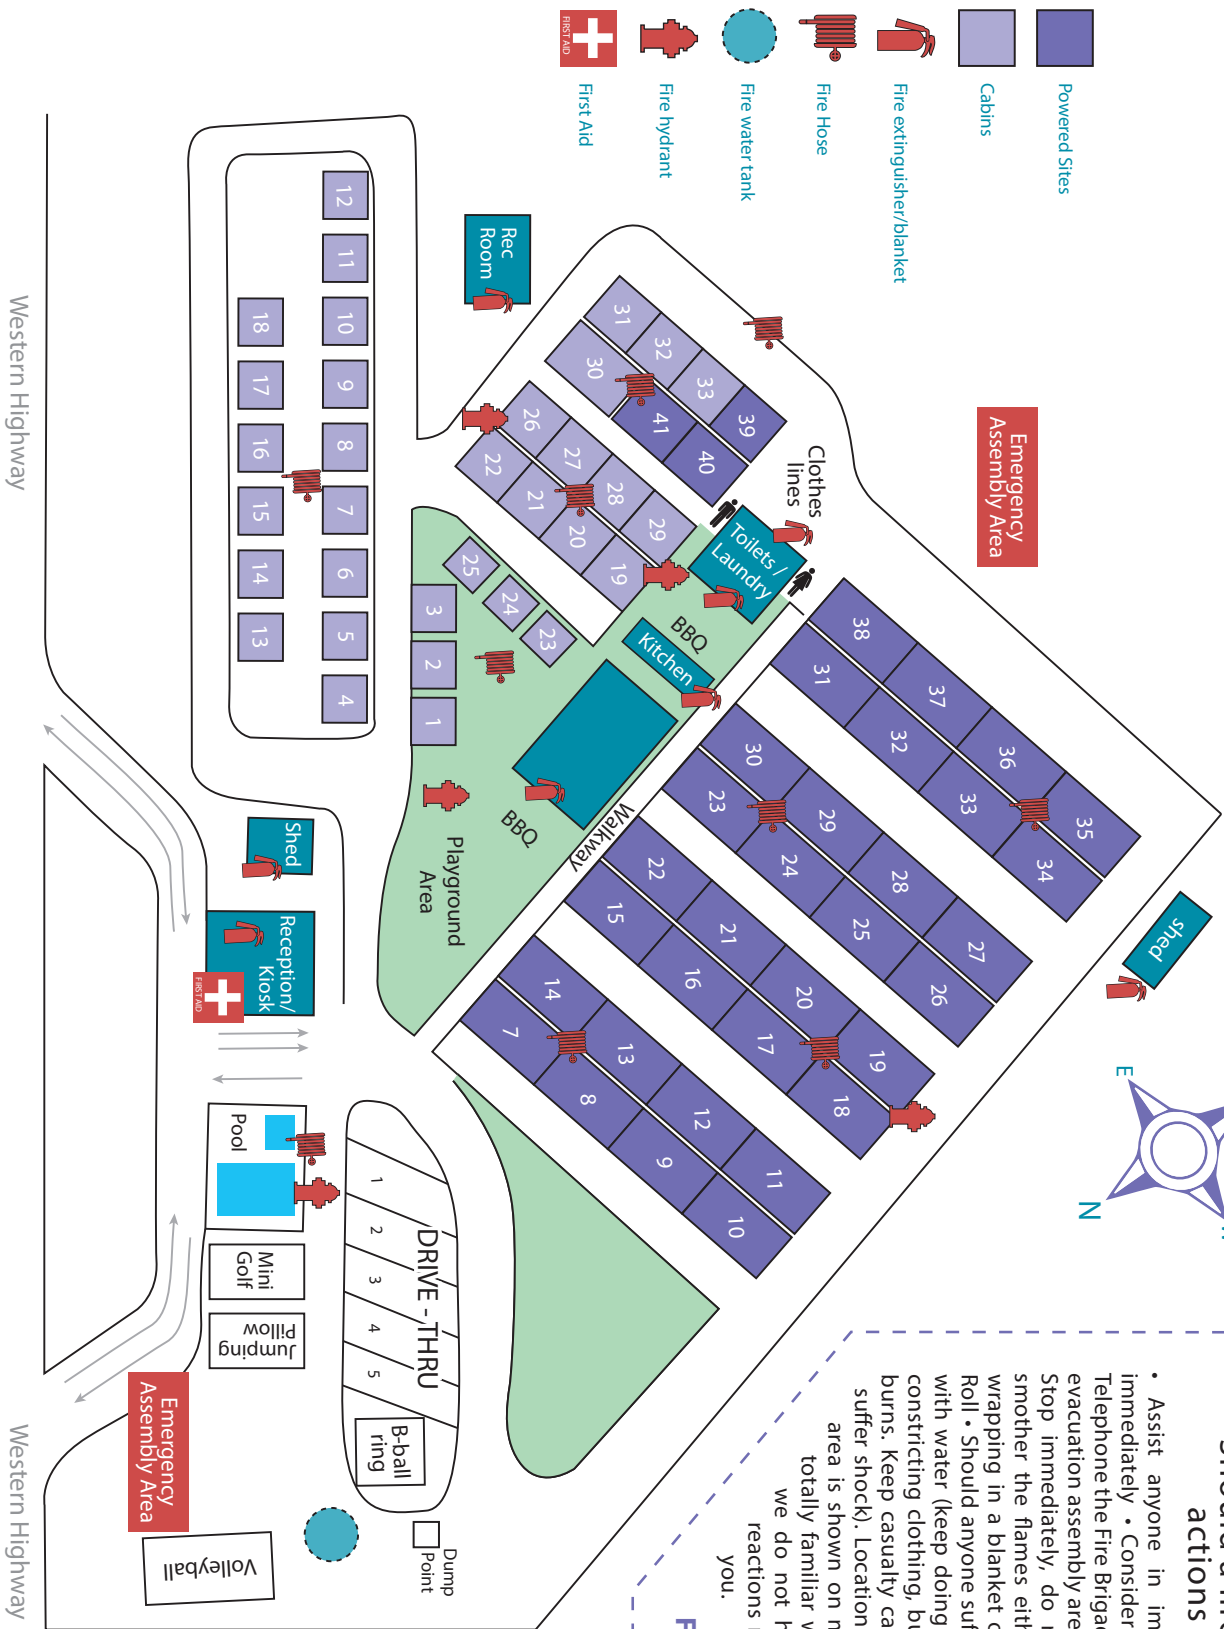 Powered Sites
Cabins
Fire extinguisher/blanket
Fire Hose
Fire water tank
Fire hydrant
First Aid
FIRST AID
Emergency
Assembly Area
Rec
Room
Clothes
lines
Toilets /
Laundry
BBQ
Kitchen
BBQ
Walkway
Playground
Area
shed
Shed
Reception/
Kiosk
FIRST AID
Pool
Mini
Golf
Jumping
Pillow
DRIVE - THRU
1
2
3
4
5
B-ball
ring
Dump
Point
Volleyball
Emergency
Assembly Area
Western Highway
Western Highway
E
N
12
11
10
9
8
7
6
5
4
18
17
16
15
14
13
3
2
1
25
24
23
31
32
33
39
30
41
40
26
27
28
29
22
21
20
19
38
37
36
35
31
32
33
34
30
29
28
27
23
24
25
26
22
21
20
19
15
16
17
18
14
13
12
11
7
8
9
10
actions
• Assist anyone in
immediately • Consider
Telephone the Fire
evacuation assembly
Stop immediately, do
smother the flames
wrapping in a blanket
Roll • Should anyone
with water (keep doing
constricting clothing,
burns. Keep casualty
suffer shock). Location
area is shown on
totally familiar
we do not
reactions
you.